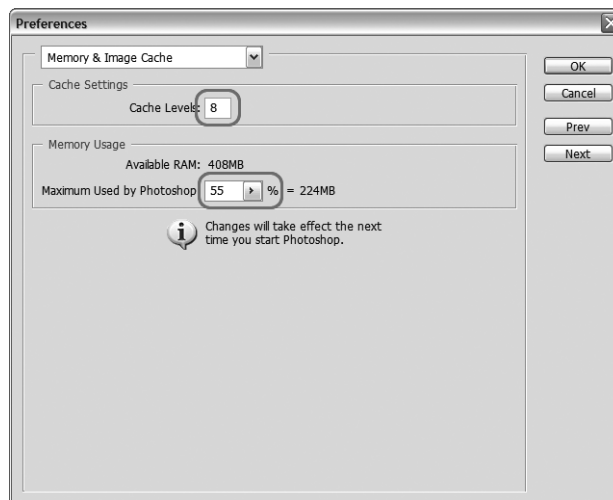 Preferences
Memory & Image Cache
OK
Cancel
Prev
Next
Cache Settings
Cache Levels: 8
Memory Usage
Available RAM: 408MB
Maximum Used by Photoshop 55 % = 224MB
Changes will take effect the next
time you start Photoshop.